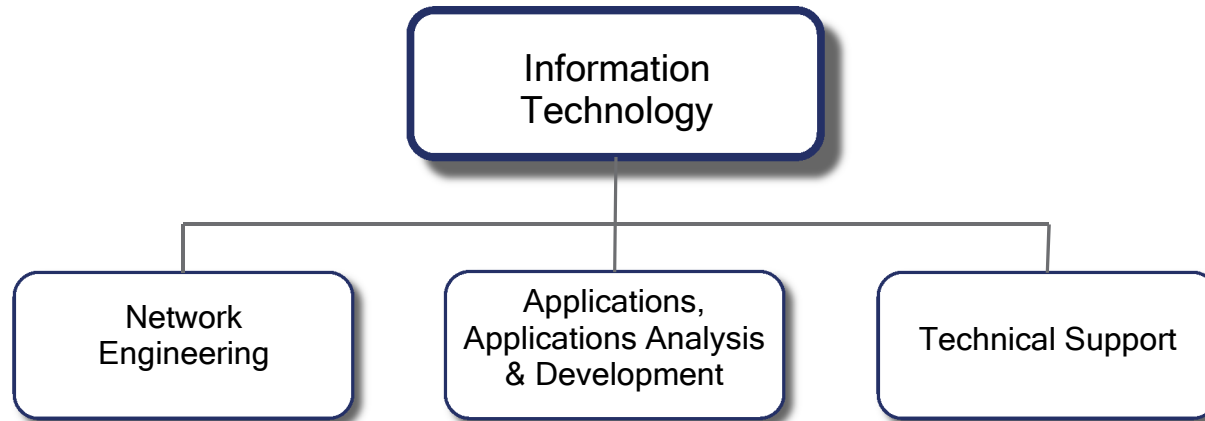 Information
Technology
Network
Engineering
Applications,
Applications Analysis
& Development
Technical Support